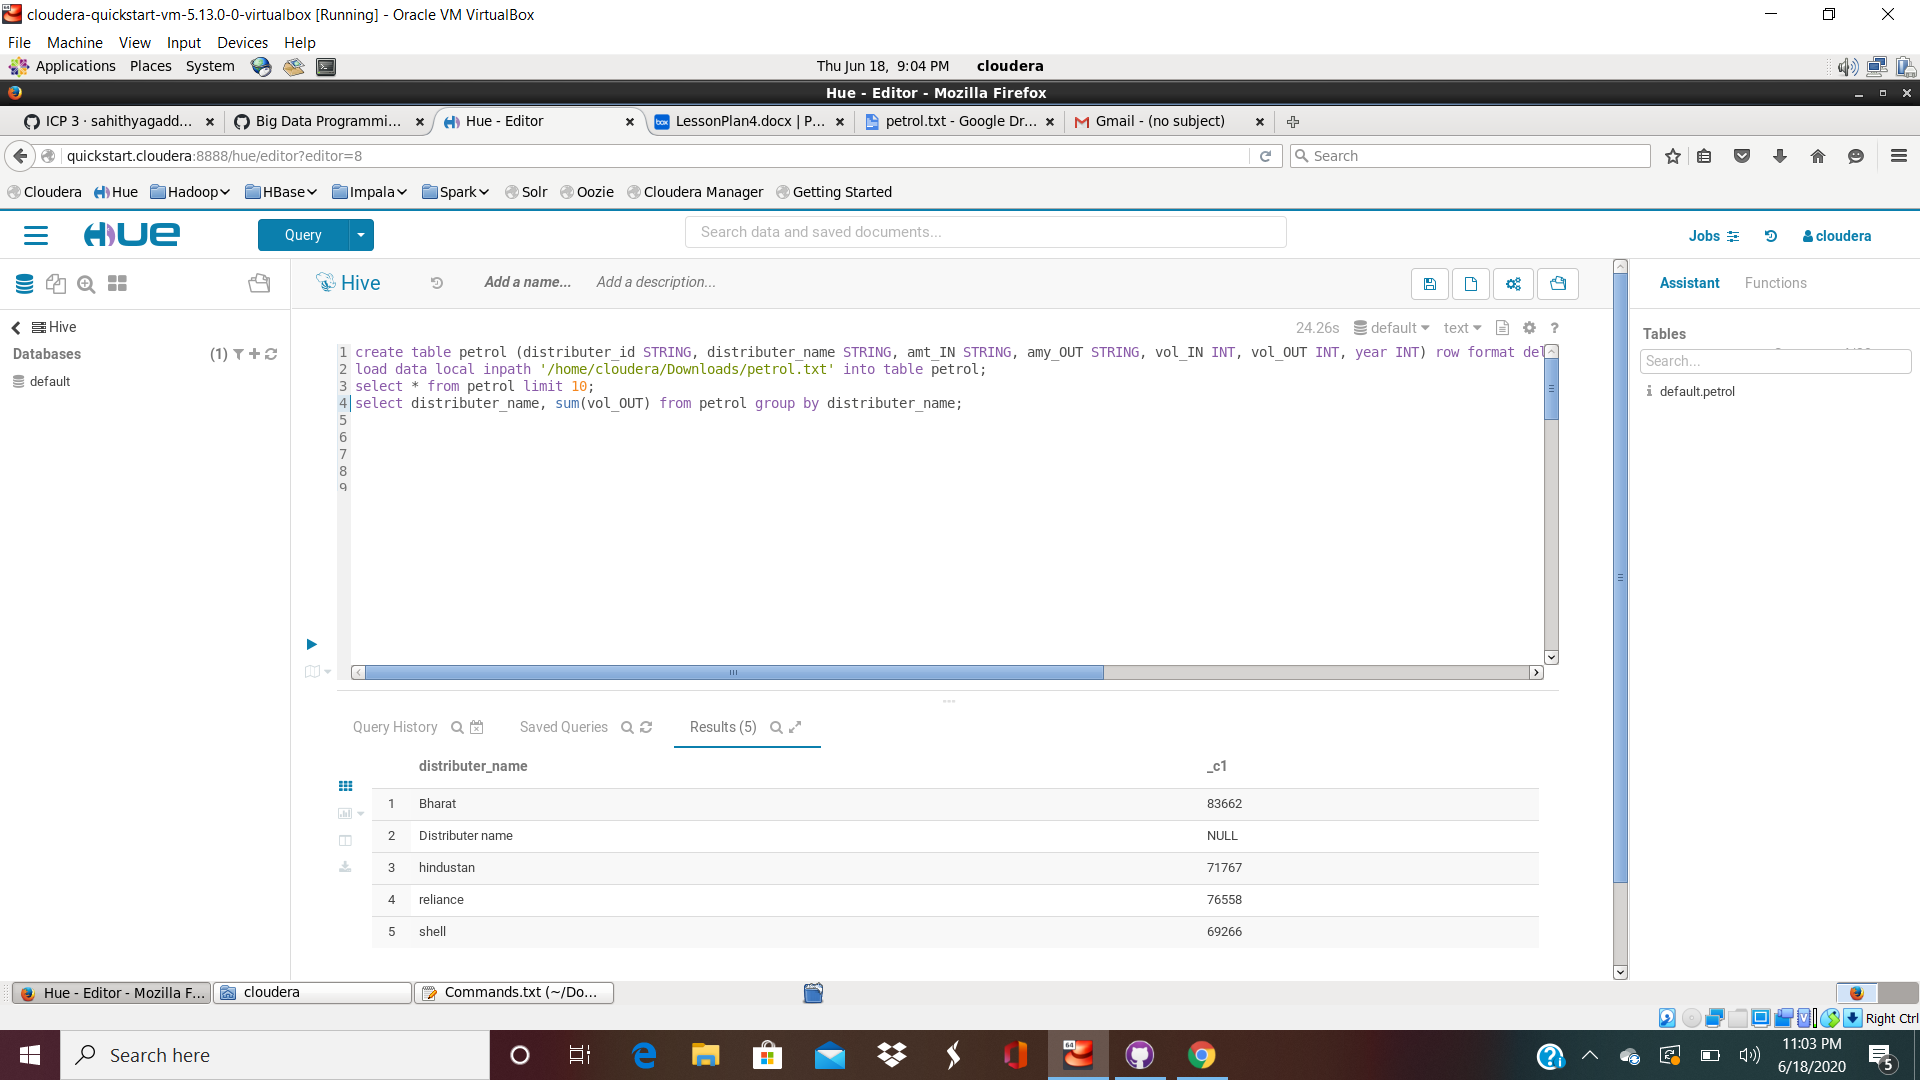 cloudera-quickstart-vm-5.13.0-0-virtualbox [Running] - Oracle VM VirtualBox
File Machine View Input Devices Help
Applications Places System Thu Jun 18, 9:04 PM cloudera
Hue - Editor - Mozilla Firefox
ICP 3 · sahithyagadd... Big Data Programmi... Hue - Editor LessonPlan4.docx | P... petrol.txt - Google Dr... Gmail - (no subject)
quickstart.cloudera:8888/hue/editor?editor=8 Search
Cloudera Hue Hadoop HBase Impala Spark Solr Oozie Cloudera Manager Getting Started
HUE Query Search data and saved documents... Jobs cloudera
Hive Add a name... Add a description... Assistant Functions
Hive 24.26s default text ?
Databases (1) Tables
default Search...
default.petrol
1 create table petrol (distributer_id STRING, distributer_name STRING, amt_IN STRING, amy_OUT STRING, vol_IN INT, vol_OUT INT, year INT) row format del
2 load data local inpath '/home/cloudera/Downloads/petrol.txt' into table petrol;
3 select * from petrol limit 10;
4 select distributer_name, sum(vol_OUT) from petrol group by distributer_name;
5
6
7
8
9
Query History Saved Queries Results (5)
distributer_name _c1
1 Bharat 83662
2 Distributer name NULL
3 hindustan 71767
4 reliance 76558
5 shell 69266
Hue - Editor - Mozilla F... cloudera Commands.txt (~/Do...
Right Ctrl
Search here 64 11:03 PM
6/18/2020 5